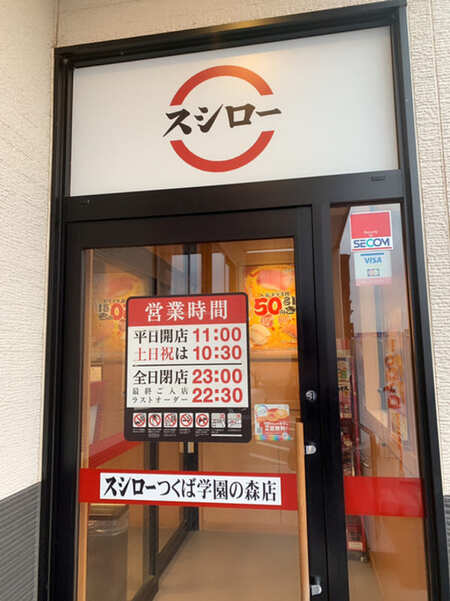 スシロー
SECOM
VISA
50
営業時間
平日開店 11:00
土日祝は 10:30
全日閉店 23:00
最終ご入店
ラストオーダー 22:30
スシローつくば学園の森店